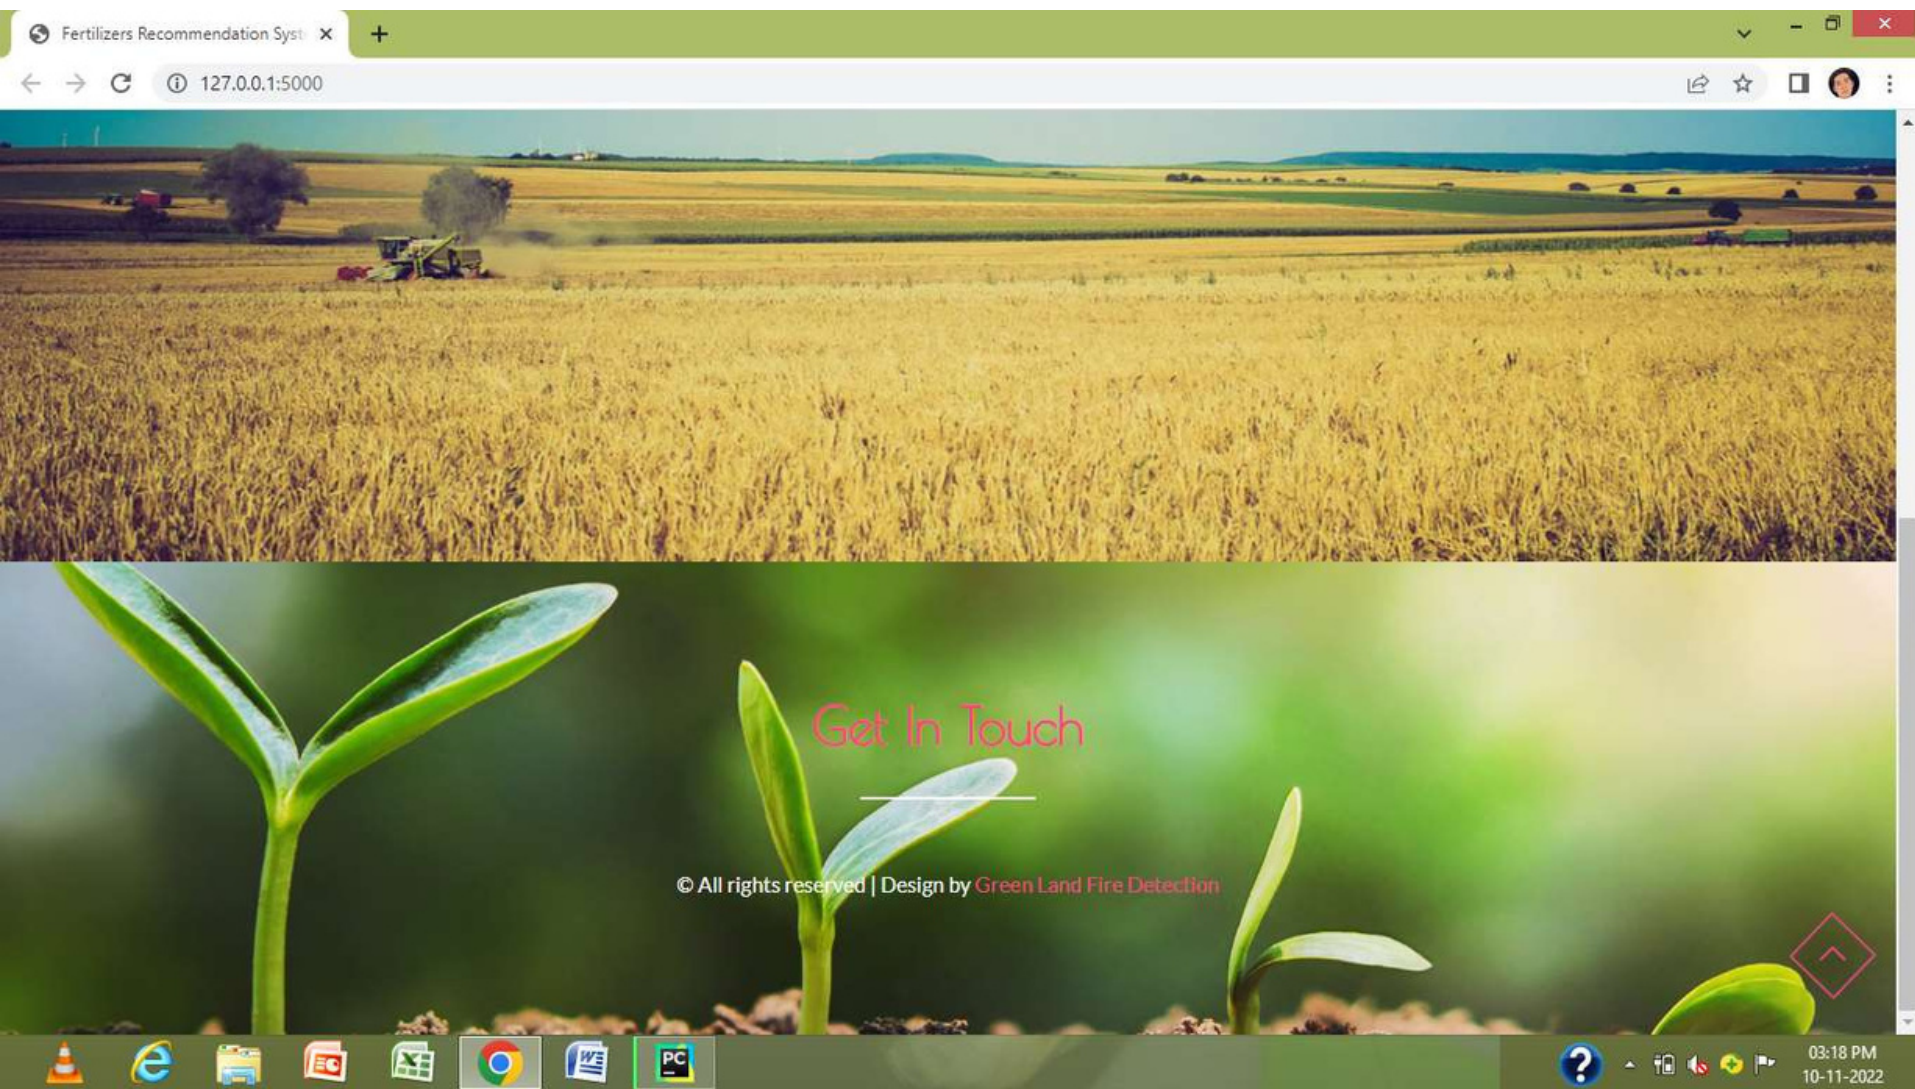 Fertilizers Recommendation Syst
127.0.0.1:5000
Get In Touch
© All rights reserved | Design by Green Land Fire Detection
PC
03:18 PM
10-11-2022